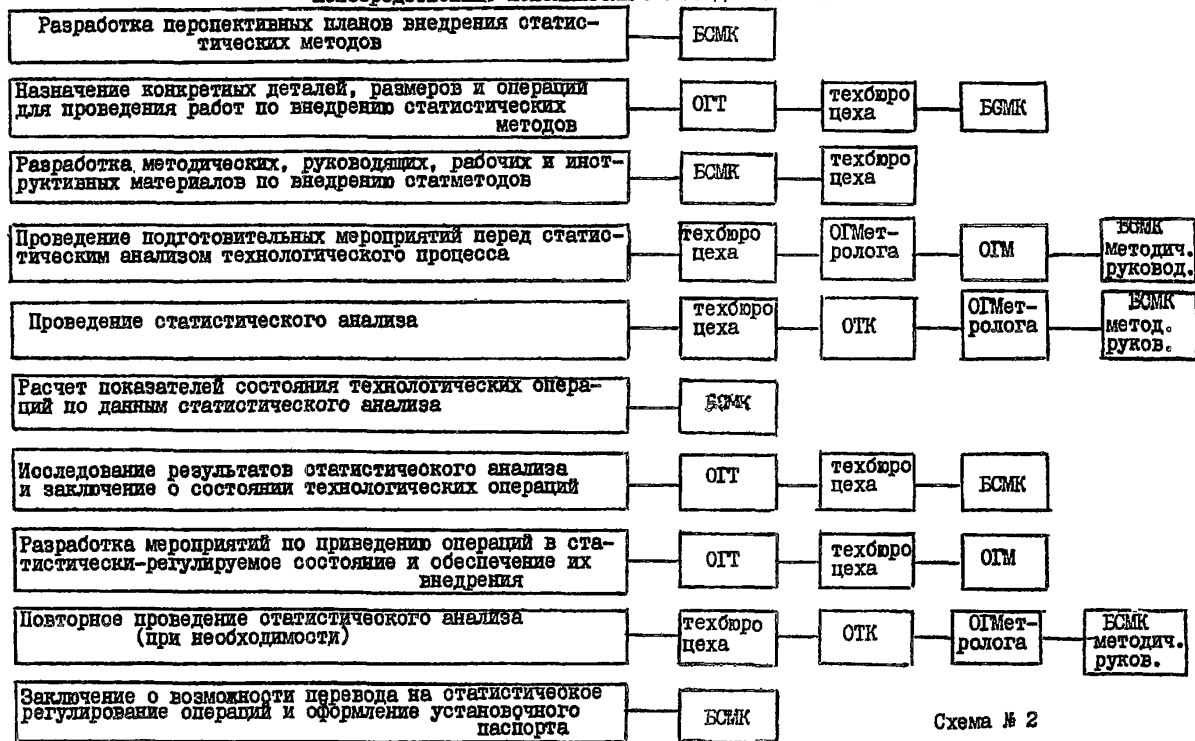 Разработка перспективных планов внедрения статис-
тических методов
БСМК
Назначение конкретных деталей, размеров и операций
для проведения работ по внедрению статистических
методов
ОГТ
техбюро
цеха
БСМК
Разработка методических, руководящих, рабочих и инст-
руктивных материалов по внедрению статметодов
БСМК
техбюро
цеха
Проведение подготовительных мероприятий перед статис-
тическим анализом технологического процесса
техбюро
цеха
ОГМет-
ролога
ОГМ
БСМК
методич.
руковод.
Проведение статистического анализа
техбюро
цеха
ОТК
ОГМет-
ролога
БСМК
метод.
руков.
Расчет показателей состояния технологических опера-
ций по данным статистического анализа
БСМК
Исследование результатов статистического анализа
и заключение о состоянии технологических операций
ОГТ
техбюро
цеха
БСМК
Разработка мероприятий по приведению операций в ста-
тистически-регулируемое состояние и обеспечение их
внедрения
ОГТ
техбюро
цеха
ОГМ
Повторное проведение статистического анализа
(при необходимости)
техбюро
цеха
ОТК
ОГМет-
ролога
БСМК
методич.
руков.
Заключение о возможности перевода на статистическое
регулирование операций и оформление установочного
паспорта
БСМК
Схема № 2